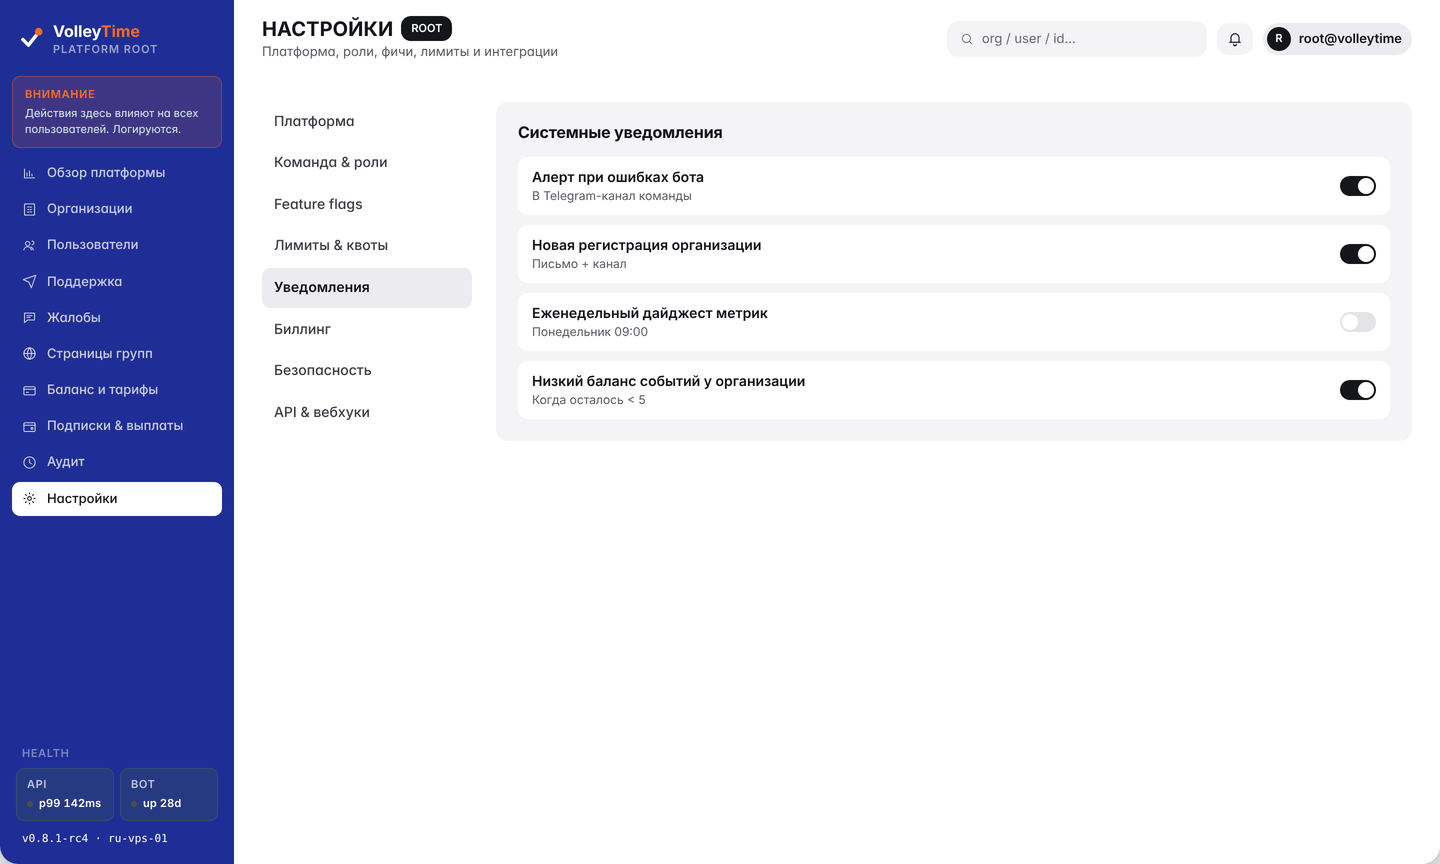 VolleyTime
PLATFORM ROOT
ВНИМАНИЕ
Действия здесь влияют на всех
пользователей. Логируются.
Обзор платформы
Организации
Пользователи
Поддержка
Жалобы
Страницы групп
Баланс и тарифы
Подписки & выплаты
Аудит
Настройки
HEALTH
API
p99 142ms
BOT
up 28d
v0.8.1-rc4 · ru-vps-01
НАСТРОЙКИ ROOT
Платформа, роли, фичи, лимиты и интеграции
org / user / id...
R root@volleytime
Платформа
Команда & роли
Feature flags
Лимиты & квоты
Уведомления
Биллинг
Безопасность
API & вебхуки
Системные уведомления
Алерт при ошибках бота
В Telegram-канал команды
Новая регистрация организации
Письмо + канал
Еженедельный дайджест метрик
Понедельник 09:00
Низкий баланс событий у организации
Когда осталось < 5